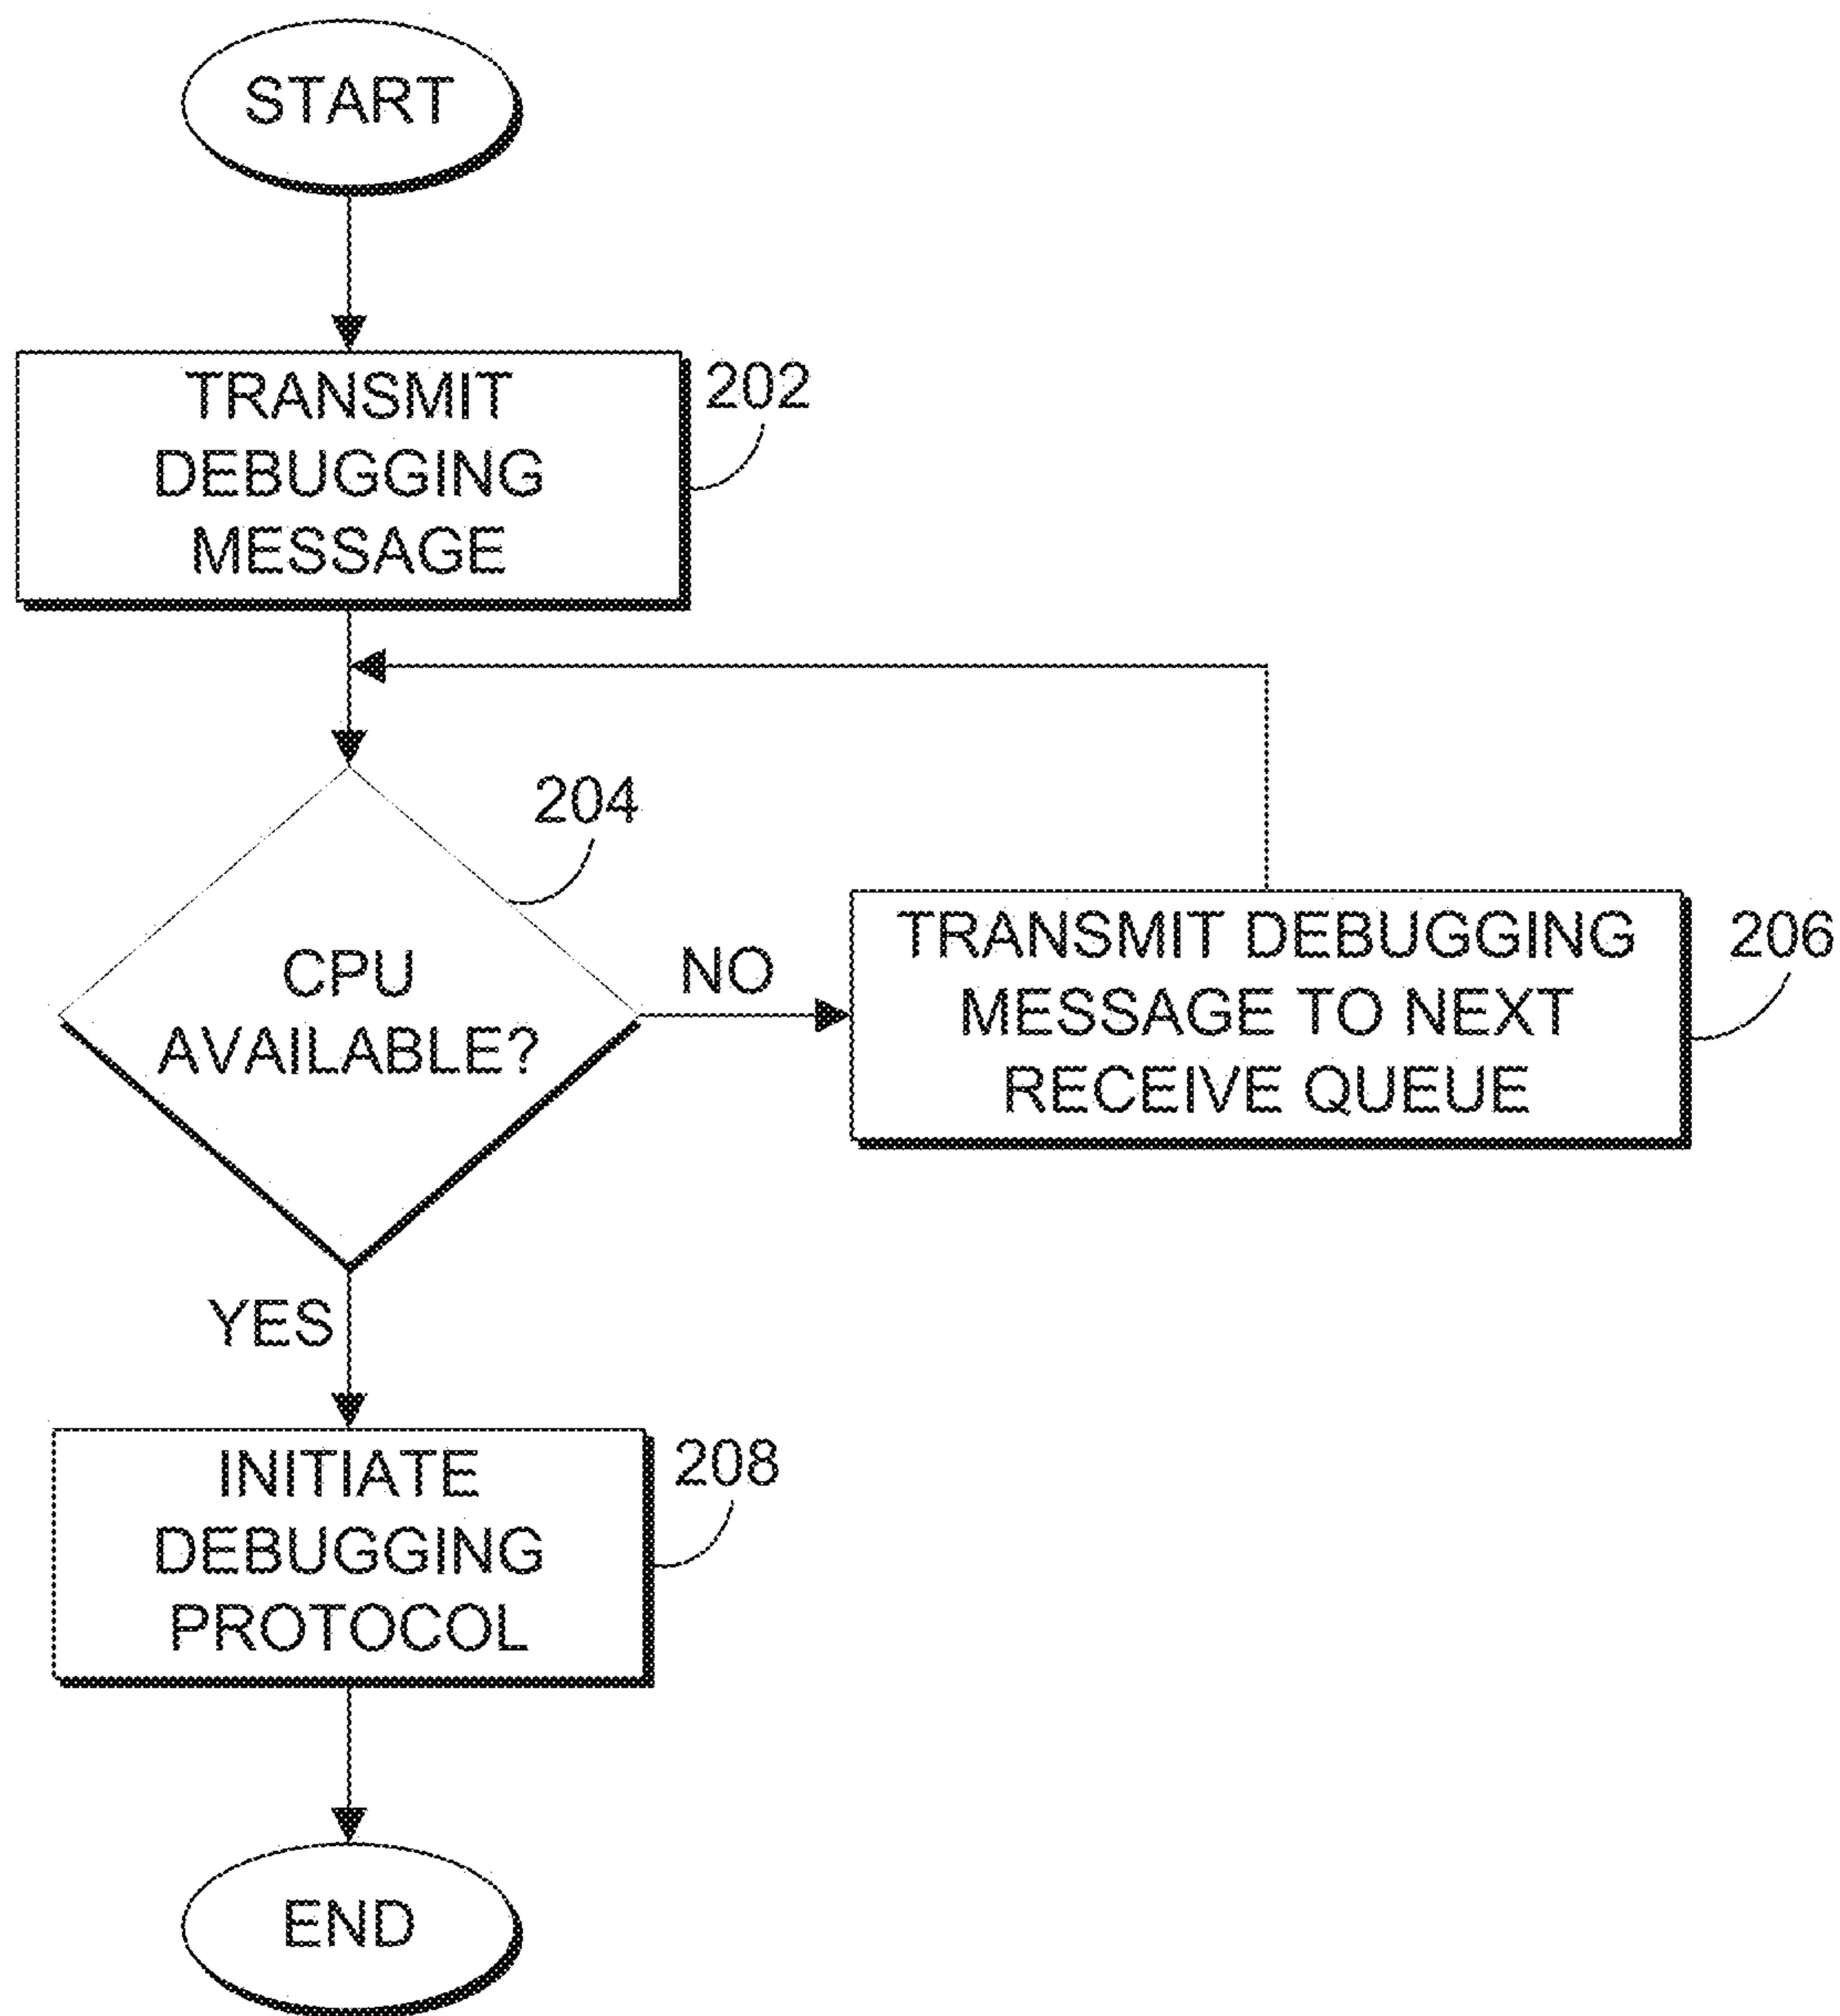 START
TRANSMIT
DEBUGGING
MESSAGE
202
204
CPU
AVAILABLE?
NO
TRANSMIT DEBUGGING
MESSAGE TO NEXT
RECEIVE QUEUE
206
YES
INITIATE
DEBUGGING
PROTOCOL
208
END